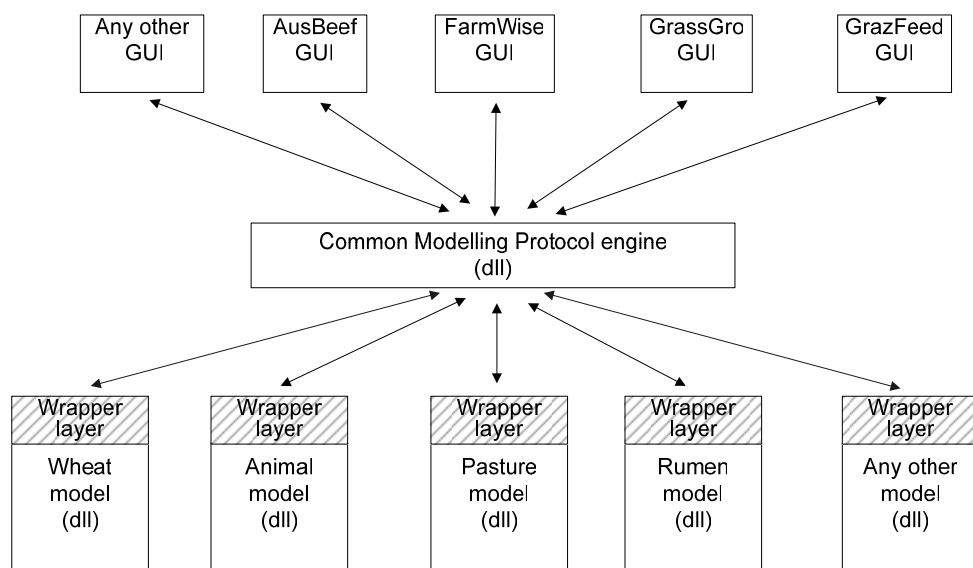 Any other
GUI
AusBeef
GUI
FarmWise
GUI
GrassGro
GUI
GrazFeed
GUI
Common Modelling Protocol engine
(dll)
Wrapper
layer
Wheat
model
(dll)
Wrapper
layer
Animal
model
(dll)
Wrapper
layer
Pasture
model
(dll)
Wrapper
layer
Rumen
model
(dll)
Wrapper
layer
Any other
model
(dll)